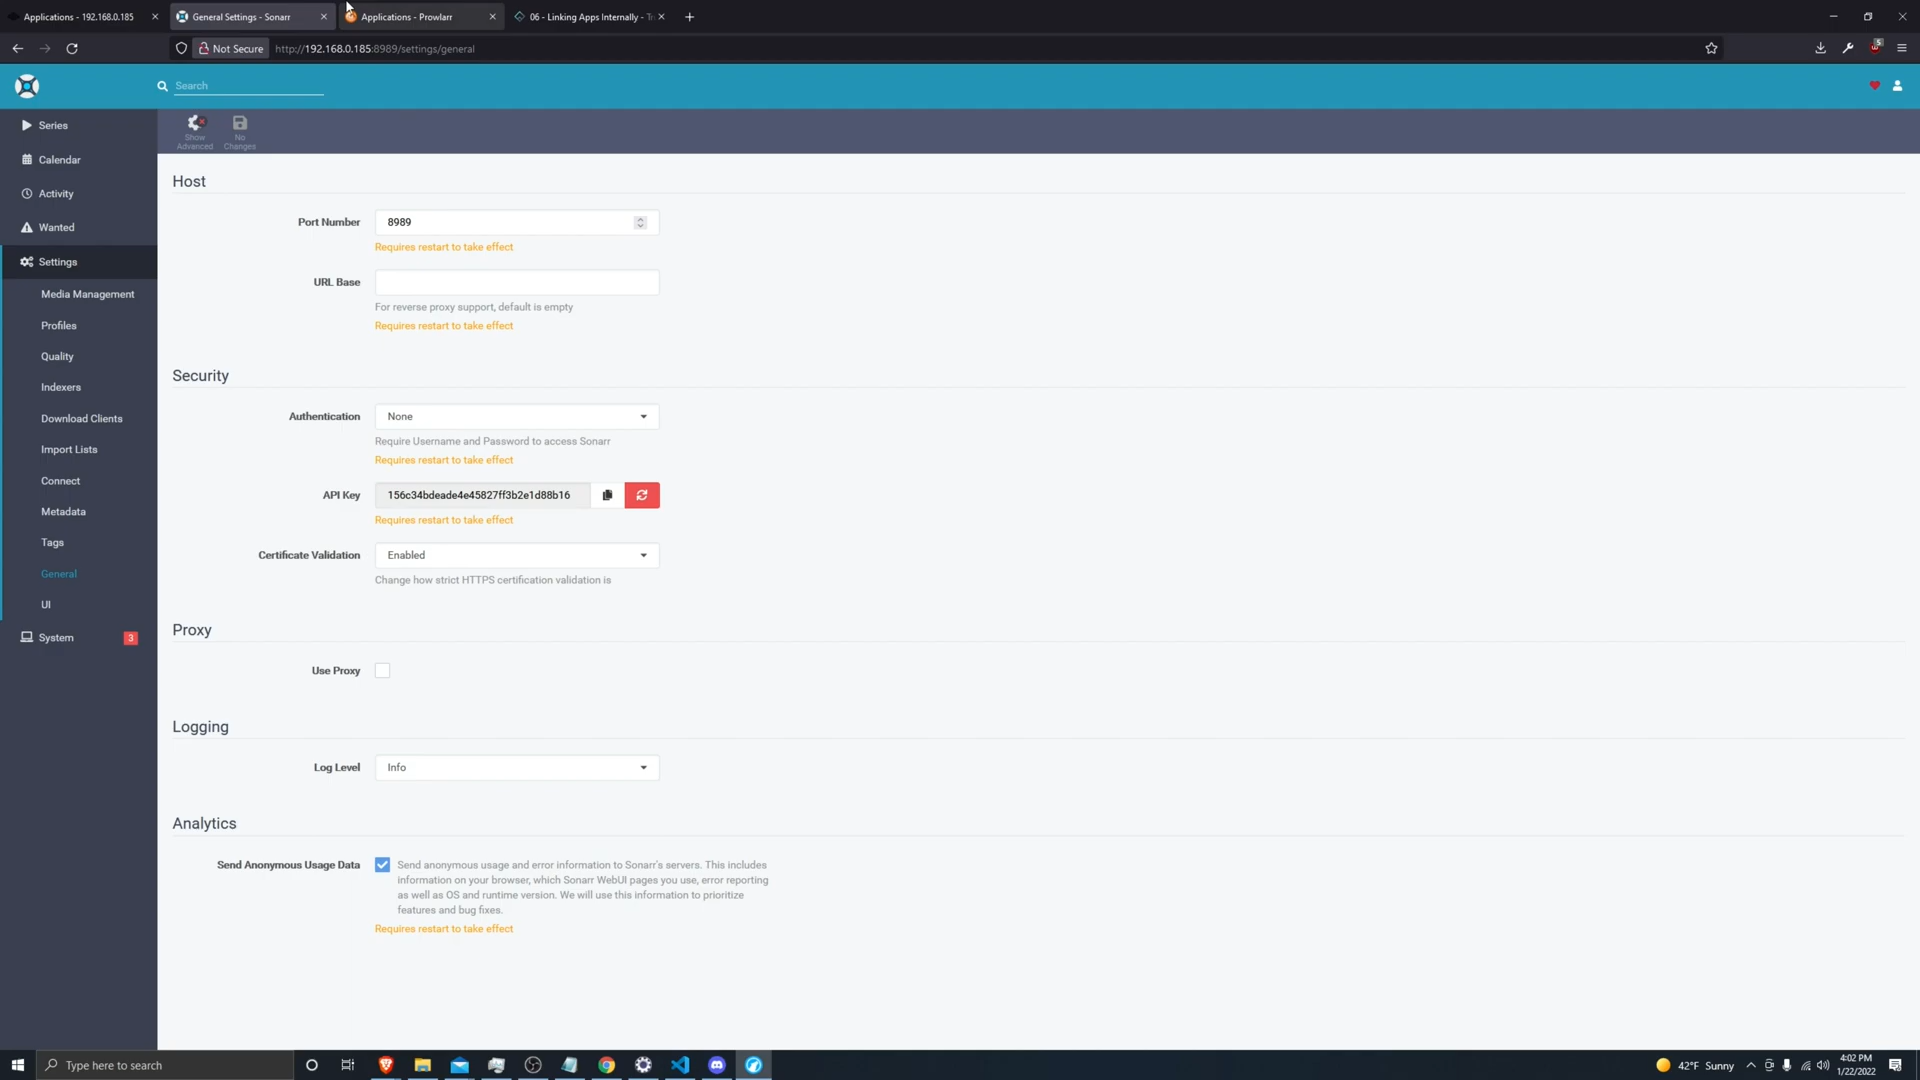 Applications - 192.168.0.185
General Settings - Sonarr
Applications - Prowlarr
06 - Linking Apps Internally - Tr
Not Secure
http://192.168.0.185:8989/settings/general
5
Search
Series
Calendar
Activity
Wanted
Settings
Media Management
Profiles
Quality
Indexers
Download Clients
Import Lists
Connect
Metadata
Tags
General
UI
System
3
Show
Advanced
No
Changes
Host
Port Number
8989
Requires restart to take effect
URL Base
For reverse proxy support, default is empty
Requires restart to take effect
Security
Authentication
None
Require Username and Password to access Sonarr
Requires restart to take effect
API Key
156c34bdeade4e45827ff3b2e1d88b16
Requires restart to take effect
Certificate Validation
Enabled
Change how strict HTTPS certification validation is
Proxy
Use Proxy
Logging
Log Level
Info
Analytics
Send Anonymous Usage Data
Send anonymous usage and error information to Sonarr's servers. This includes
information on your browser, which Sonarr WebUI pages you use, error reporting
as well as OS and runtime version. We will use this information to prioritize
features and bug fixes.
Requires restart to take effect
Type here to search
42°F Sunny
4:02 PM
1/22/2022